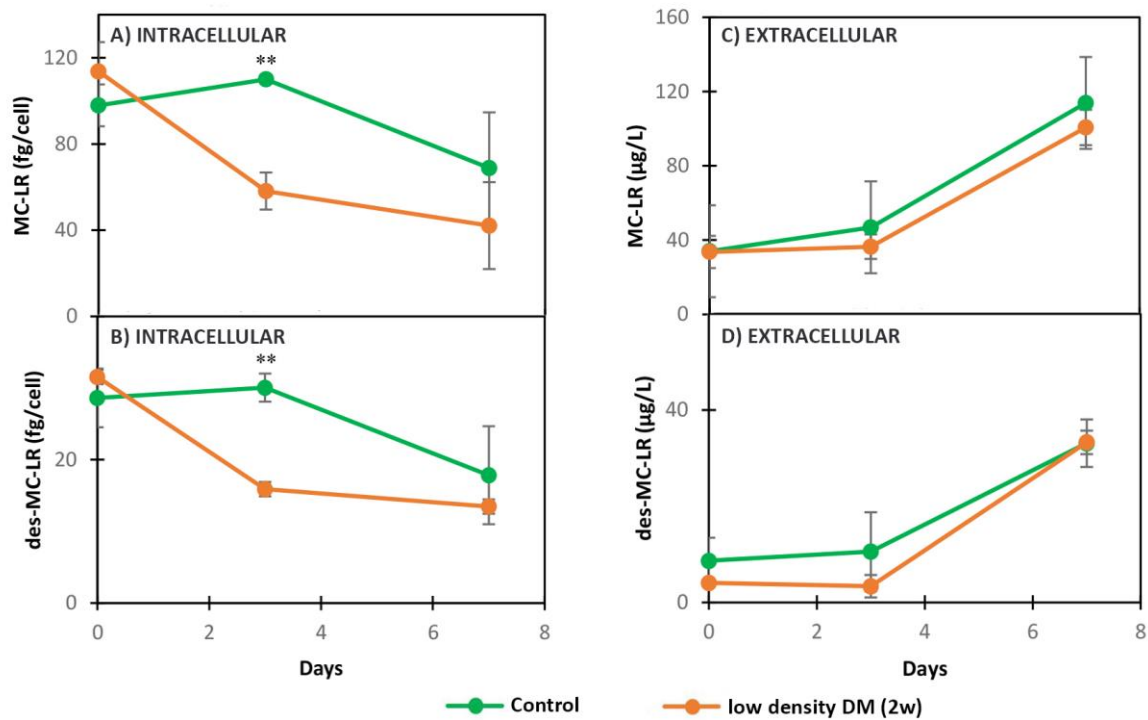 A) INTRACELLULAR
**
MC-LR (fg/cell)
120
80
40
0
B) INTRACELLULAR
**
des-MC-LR (fg/cell)
20
0
0 2 4 6 8
Days
C) EXTRACELLULAR
MC-LR (µg/L)
160
120
80
40
0
D) EXTRACELLULAR
des-MC-LR (µg/L)
40
0
0 2 4 6 8
Days
Control
low density DM (2w)